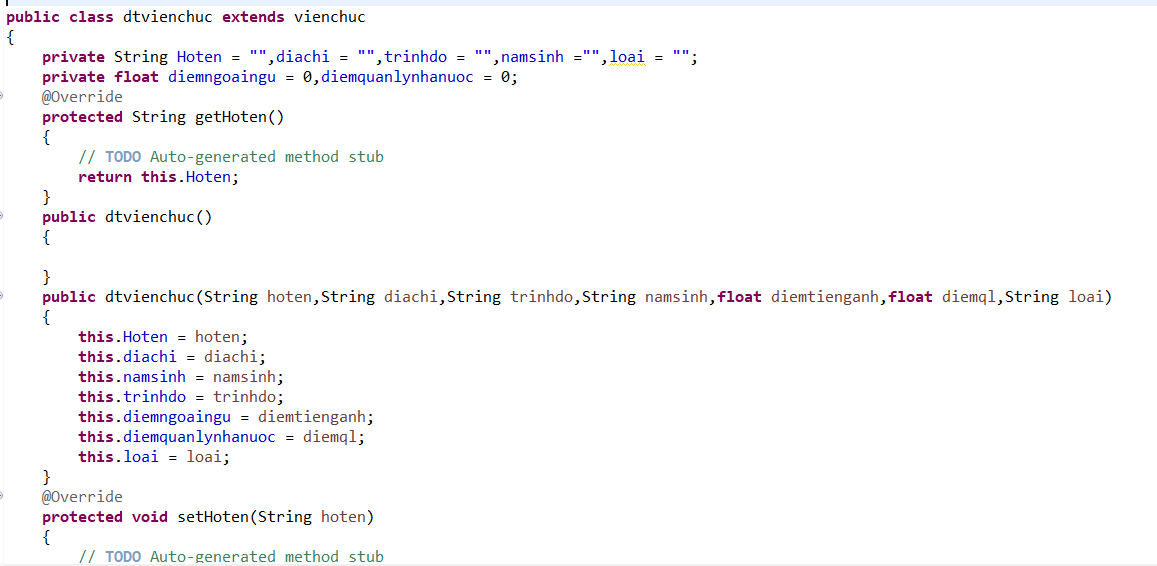 public class dtvienchuc extends vienchuc
{
    private String Hoten = "",diachi = "",trinhdo = "",namsinh ="",loai = "";
    private float diemngoaingu = 0,diemquanlynhanuoc = 0;
    @Override
    protected String getHoten()
    {
        // TODO Auto-generated method stub
        return this.Hoten;
    }
    public dtvienchuc()
    {

    }
    public dtvienchuc(String hoten,String diachi,String trinhdo,String namsinh,float diemtienganh,float diemql,String loai)
    {
        this.Hoten = hoten;
        this.diachi = diachi;
        this.namsinh = namsinh;
        this.trinhdo = trinhdo;
        this.diemngoaingu = diemtienganh;
        this.diemquanlynhanuoc = diemql;
        this.loai = loai;
    }
    @Override
    protected void setHoten(String hoten)
    {
        // TODO Auto-generated method stub